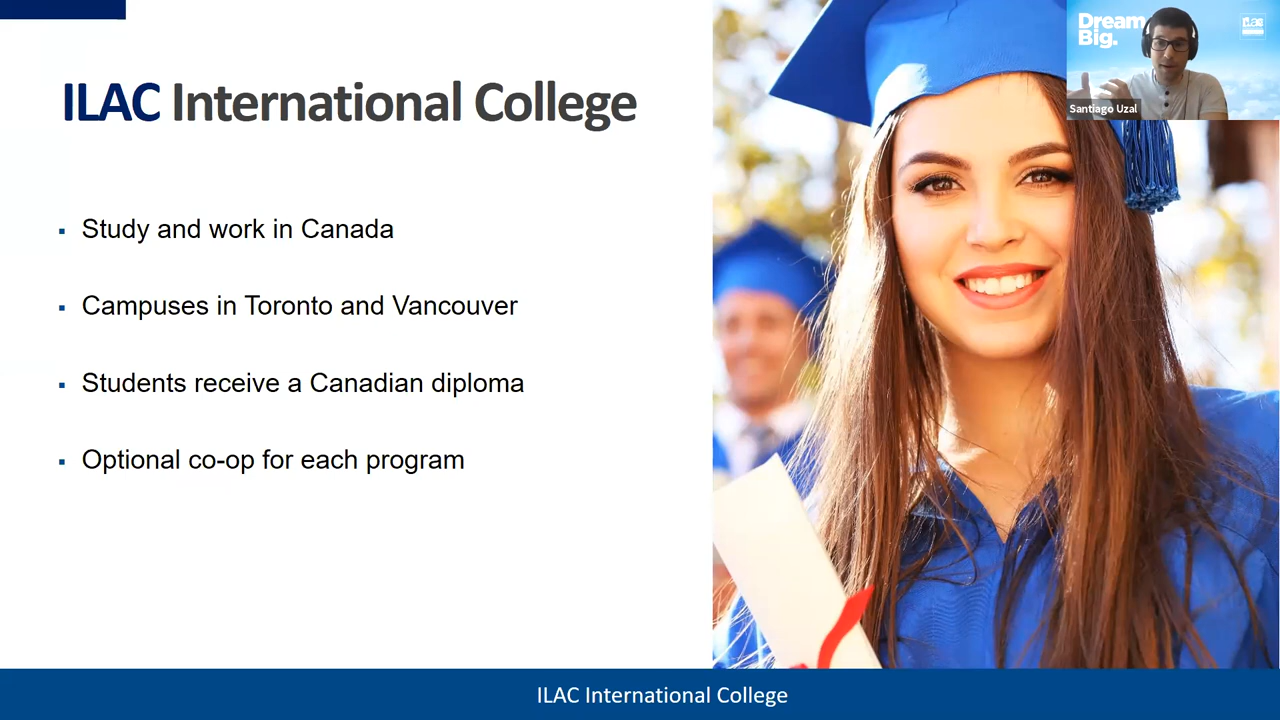 ILAC International College
Study and work in Canada
Campuses in Toronto and Vancouver
Students receive a Canadian diploma
Optional co-op for each program
Dream
Big.
ilac
Santiago Uzal
ILAC International College